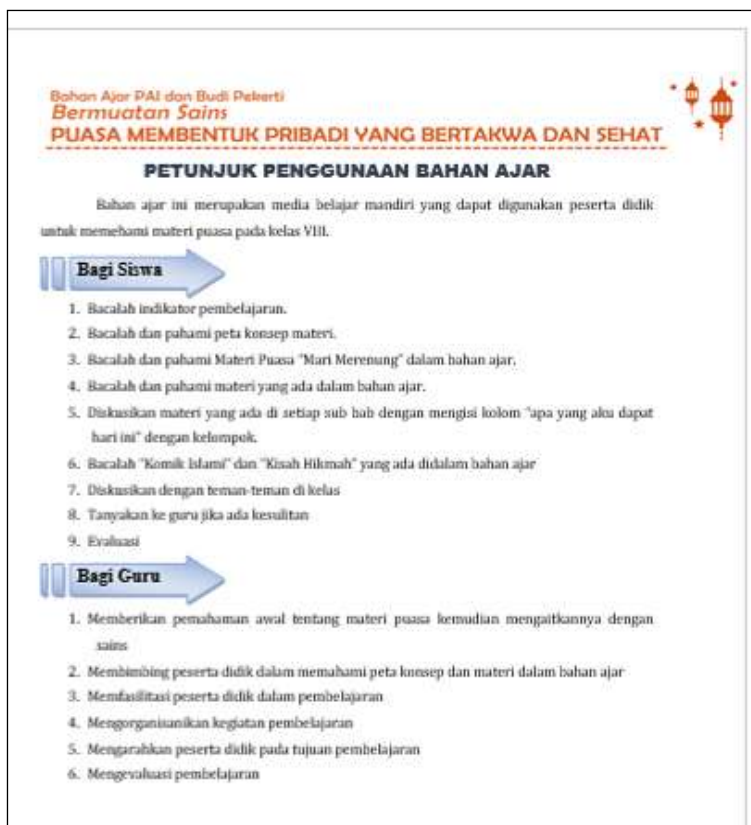 Bahan Ajar PAI dan Budi Pekerti
Bermuatan Sains
PUASA MEMBENTUK PRIBADI YANG BERTAKWA DAN SEHAT
PETUNJUK PENGGUNAAN BAHAN AJAR
Bahan ajar ini merupakan media belajar mandiri yang dapat digunakan peserta didik
untuk memehami materi puasa pada kelas VIII.
Bagi Siswa
1. Bacalah indikator pembelajaran.
2. Bacalah dan pahami peta konsep materi.
3. Bacalah dan pahami Materi Puasa "Mari Merenung" dalam bahan ajar.
4. Bacalah dan pahami materi yang ada dalam bahan ajar.
5. Diskusikan materi yang ada di setiap sub bab dengan mengisi kolom "apa yang aku dapat
hari ini" dengan kelompok.
6. Bacalah "Komik Islami" dan "Kisah Hikmah" yang ada didalam bahan ajar
7. Diskusikan dengan teman-teman di kelas
8. Tanyakan ke guru jika ada kesulitan
9. Evaluasi
Bagi Guru
1. Memberikan pemahaman awal tentang materi puasa kemudian mengaitkannya dengan
sains
2. Membimbing peserta didik dalam memahami peta konsep dan materi dalam bahan ajar
3. Memfasilitasi peserta didik dalam pembelajaran
4. Mengorganisanikan kegiatan pembelajaran
5. Mengarahkan peserta didik pada tujuan pembelajaran
6. Mengevaluasi pembelajaran